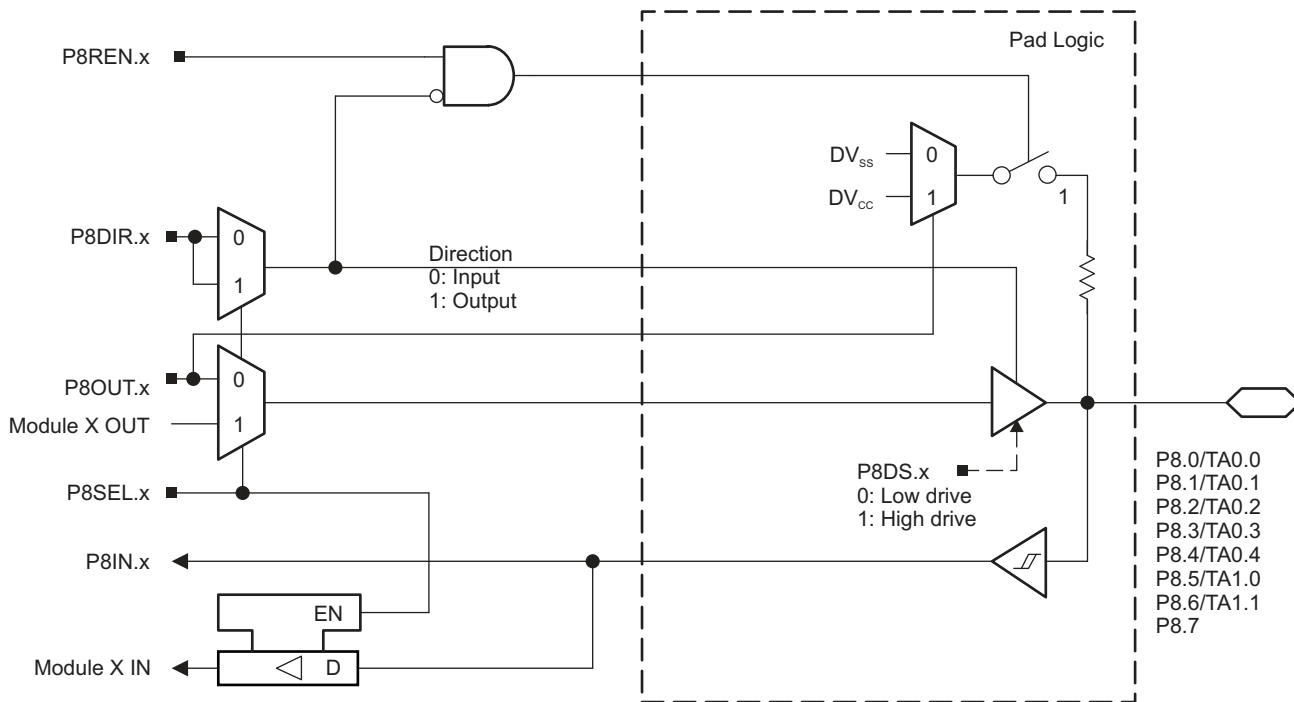 Pad Logic
P8REN.x
DVss
0
DVcc
1
1
P8DIR.x
0
1
Direction
0: Input
1: Output
P8OUT.x
0
Module X OUT
1
P8SEL.x
P8DS.x
0: Low drive
1: High drive
P8.0/TA0.0
P8.1/TA0.1
P8.2/TA0.2
P8.3/TA0.3
P8.4/TA0.4
P8.5/TA1.0
P8.6/TA1.1
P8.7
P8IN.x
EN
Module X IN
D